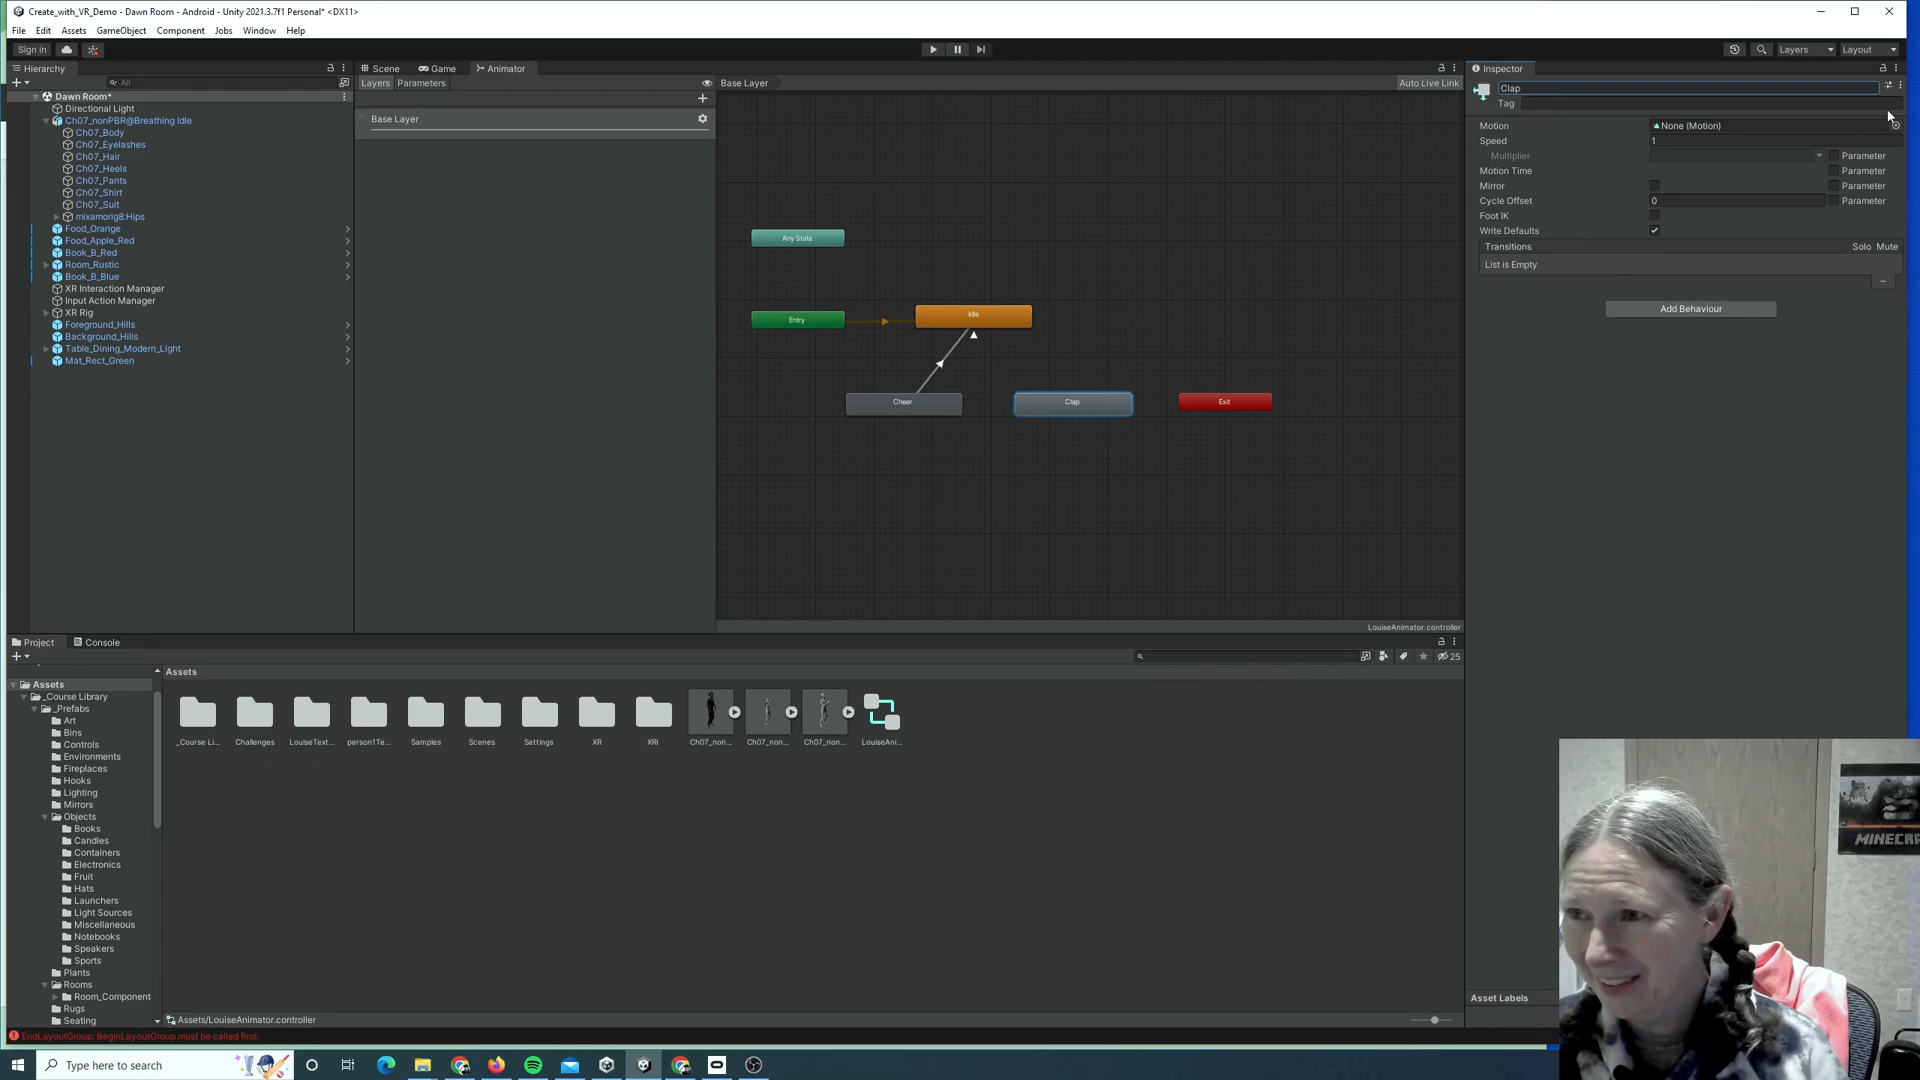 Create_with_VR_Demo - Dawn Room - Android - Unity 2021.3.7f1 Personal* <DX11>
File Edit Assets GameObject Component Jobs Window Help
Sign in
Layers
Layout
Hierarchy
All
Dawn Room*
Directional Light
Ch07_nonPBR@Breathing Idle
Ch07_Body
Ch07_Eyelashes
Ch07_Hair
Ch07_Heels
Ch07_Pants
Ch07_Shirt
Ch07_Suit
mixamorig8:Hips
Food_Orange
Food_Apple_Red
Book_B_Red
Room_Rustic
Book_B_Blue
XR Interaction Manager
Input Action Manager
XR Rig
Foreground_Hills
Background_Hills
Table_Dining_Modern_Light
Mat_Rect_Green
Scene Game Animator
Layers Parameters
Base Layer
Auto Live Link
Base Layer
Any State
Entry
Idle
Cheer
Clap
Exit
LouiseAnimator.controller
Inspector
Clap
Tag
Motion None (Motion)
Speed 1
Multiplier Parameter
Motion Time Parameter
Mirror Parameter
Cycle Offset 0 Parameter
Foot IK
Write Defaults
Transitions Solo Mute
List is Empty
Add Behaviour
Asset Labels
Project Console
25
Assets
_Course Library
_Prefabs
Art
Bins
Controls
Environments
Fireplaces
Hooks
Lighting
Mirrors
Objects
Books
Candles
Containers
Electronics
Fruit
Hats
Launchers
Light Sources
Miscellaneous
Notebooks
Speakers
Sports
Plants
Rooms
Room_Component
Rugs
Seating
Assets
_Course Li...
Challenges
LouiseText...
person1Te...
Samples
Scenes
Settings
XR
XRI
Ch07_non...
Ch07_non...
Ch07_non...
LouiseAni...
Assets/LouiseAnimator.controller
EndLayoutGroup: BeginLayoutGroup must be called first.
Type here to search
MINECRA